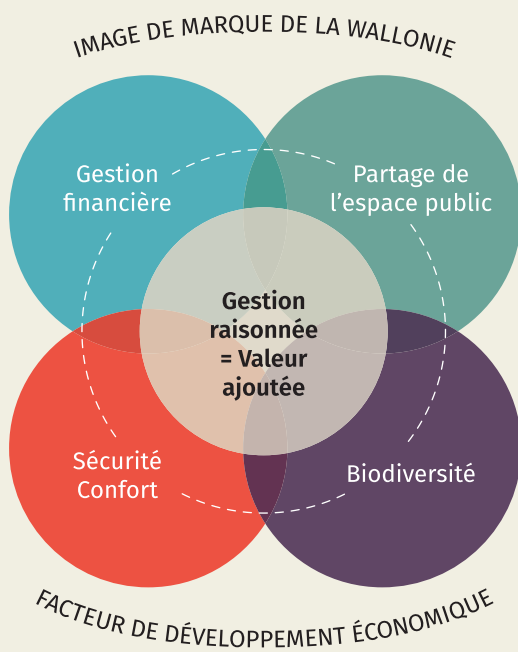 IMAGE DE MARQUE DE LA WALLONIE
Gestion
financière
Partage de
l'espace public
Gestion
raisonnée
= Valeur
ajoutée
Sécurité
Confort
Biodiversité
FACTEUR DE DÉVELOPPEMENT ÉCONOMIQUE